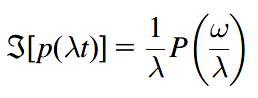 ℑ[p(λt)] = 1/λ P(ω/λ)